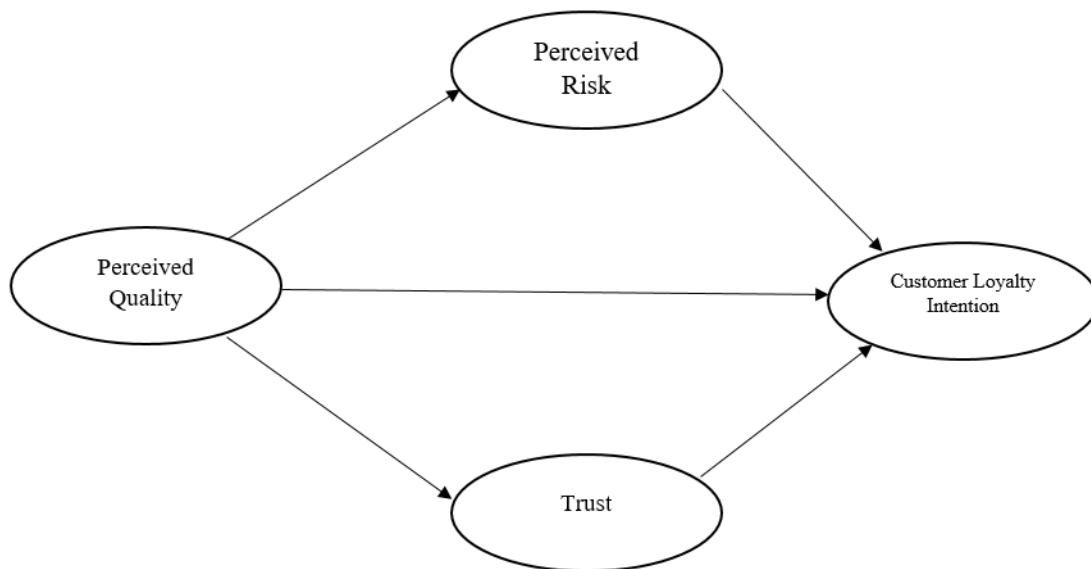 Perceived
Risk
Perceived
Quality
Customer Loyalty
Intention
Trust